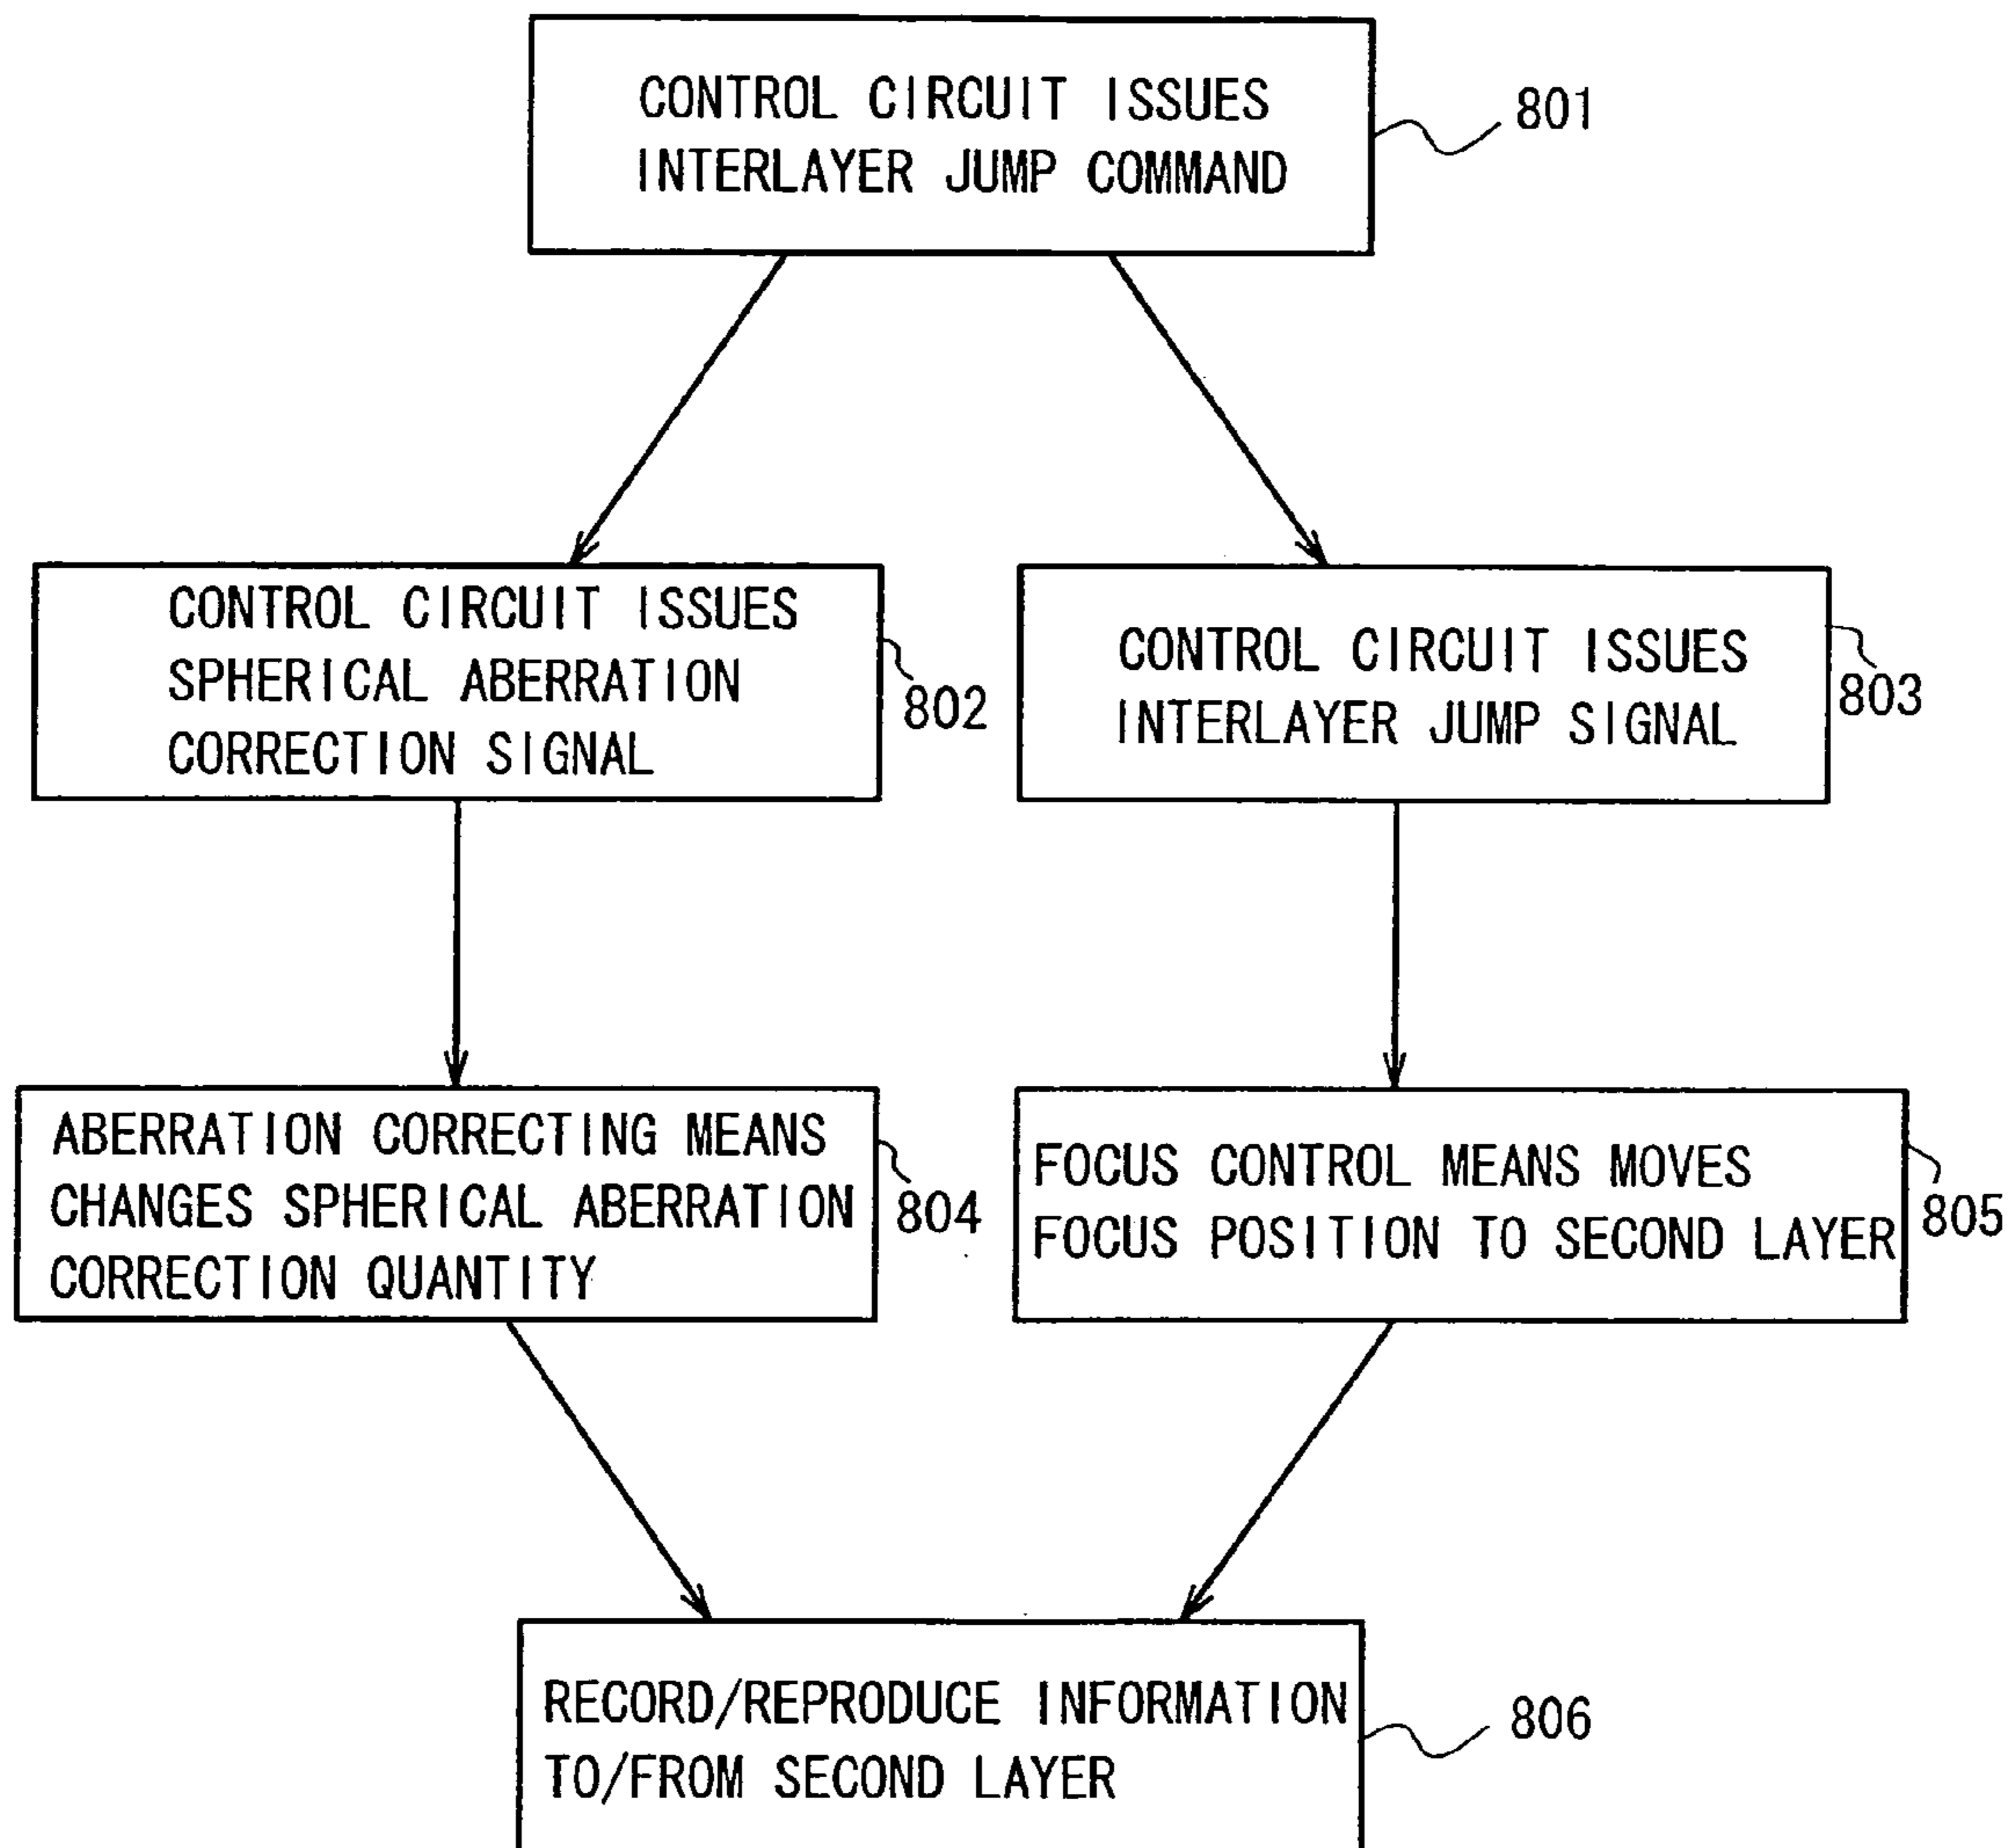 CONTROL CIRCUIT ISSUES
INTERLAYER JUMP COMMAND
801
CONTROL CIRCUIT ISSUES
SPHERICAL ABERRATION
CORRECTION SIGNAL
802
CONTROL CIRCUIT ISSUES
INTERLAYER JUMP SIGNAL
803
ABERRATION CORRECTING MEANS
CHANGES SPHERICAL ABERRATION
CORRECTION QUANTITY
804
FOCUS CONTROL MEANS MOVES
FOCUS POSITION TO SECOND LAYER
805
RECORD/REPRODUCE INFORMATION
TO/FROM SECOND LAYER
806